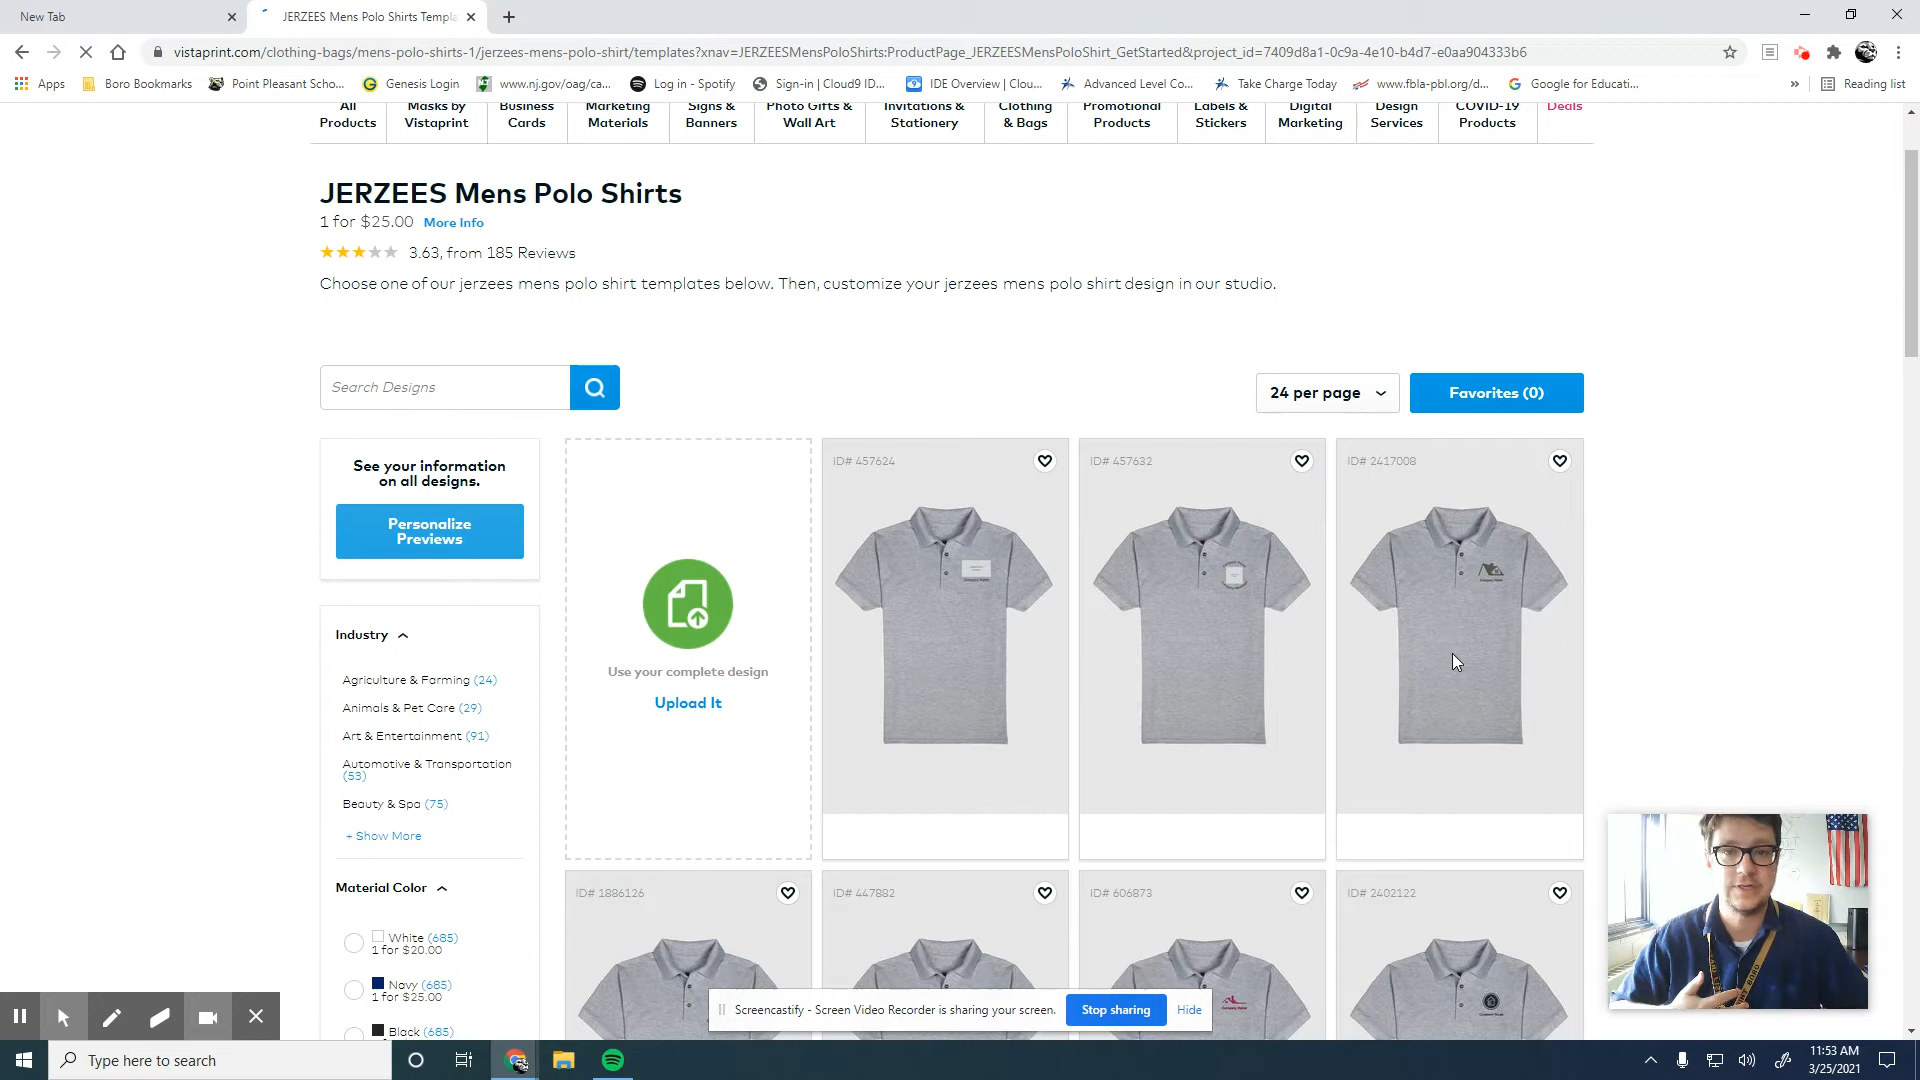 New Tab
JERZEES Mens Polo Shirts Templa
vistaprint.com/clothing-bags/mens-polo-shirts-1/jerzees-mens-polo-shirt/templates?xnav=JERZEESMensPoloShirts:ProductPage_JERZEESMensPoloShirt_GetStarted&project_id=7409d8a1-0c9a-4e10-b4d7-e0aa904333b6
Apps Boro Bookmarks Point Pleasant Scho... Genesis Login www.nj.gov/oag/ca... Log in - Spotify Sign-in | Cloud9 ID... IDE Overview | Clou... Advanced Level Co... Take Charge Today www.fbla-pbl.org/d... Google for Educati... » Reading list
All Products
Masks by Vistaprint
Business Cards
Marketing Materials
Signs & Banners
Photo Gifts & Wall Art
Invitations & Stationery
Clothing & Bags
Promotional Products
Labels & Stickers
Digital Marketing
Design Services
COVID-19 Products
Deals
JERZEES Mens Polo Shirts
1 for $25.00 More Info
3.63, from 185 Reviews
Choose one of our jerzees mens polo shirt templates below. Then, customize your jerzees mens polo shirt design in our studio.
Search Designs
24 per page
Favorites (0)
See your information
on all designs.
Personalize
Previews
Industry
Agriculture & Farming (24)
Animals & Pet Care (29)
Art & Entertainment (91)
Automotive & Transportation
(53)
Beauty & Spa (75)
+ Show More
Material Color
White (685)
1 for $20.00
Navy (685)
1 for $25.00
Black (685)
Use your complete design
Upload It
ID# 457624
ID# 457632
ID# 2417008
ID# 1886126
ID# 447882
ID# 606873
ID# 2402122
Screencastify - Screen Video Recorder is sharing your screen. Stop sharing Hide
Type here to search
11:53 AM
3/25/2021